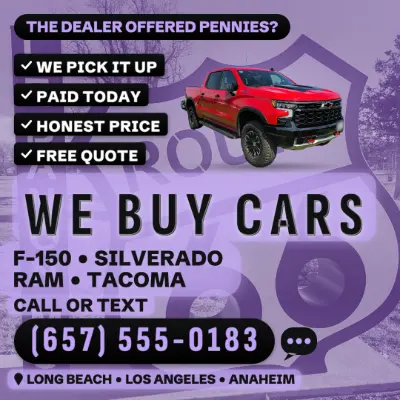 THE DEALER OFFERED PENNIES?
✓ WE PICK IT UP
✓ PAID TODAY
✓ HONEST PRICE
✓ FREE QUOTE
ROU
WE BUY CARS
F-150 • SILVERADO
RAM • TACOMA
CALL OR TEXT
(657) 555-0183
LONG BEACH • LOS ANGELES • ANAHEIM